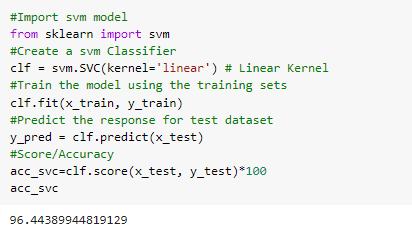 #Import svm model
from sklearn import svm
#Create a svm Classifier
clf = svm.SVC(kernel='linear') # Linear Kernel
#Train the model using the training sets
clf.fit(x_train, y_train)
#Predict the response for test dataset
y_pred = clf.predict(x_test)
#Score/Accuracy
acc_svc=clf.score(x_test, y_test)*100
acc_svc
96.44389944819129